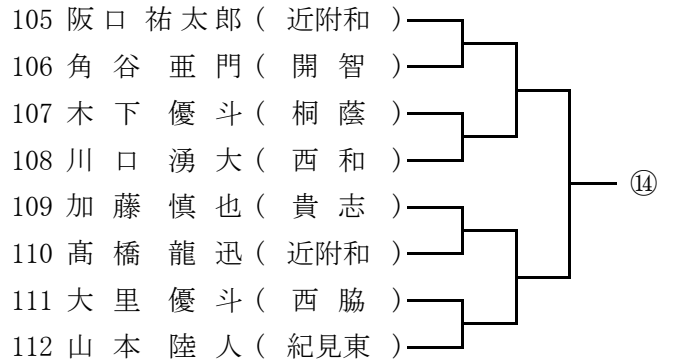 105 阪口 祐太郎( 近附和 )
106 角谷 亜門( 開智 )
107 木下 優斗( 桐蔭 )
108 川口 湧大( 西和 )
⑭
109 加藤 慎也( 貴志 )
110 髙橋 龍迅( 近附和 )
111 大里 優斗( 西脇 )
112 山本 陸人( 紀見東 )